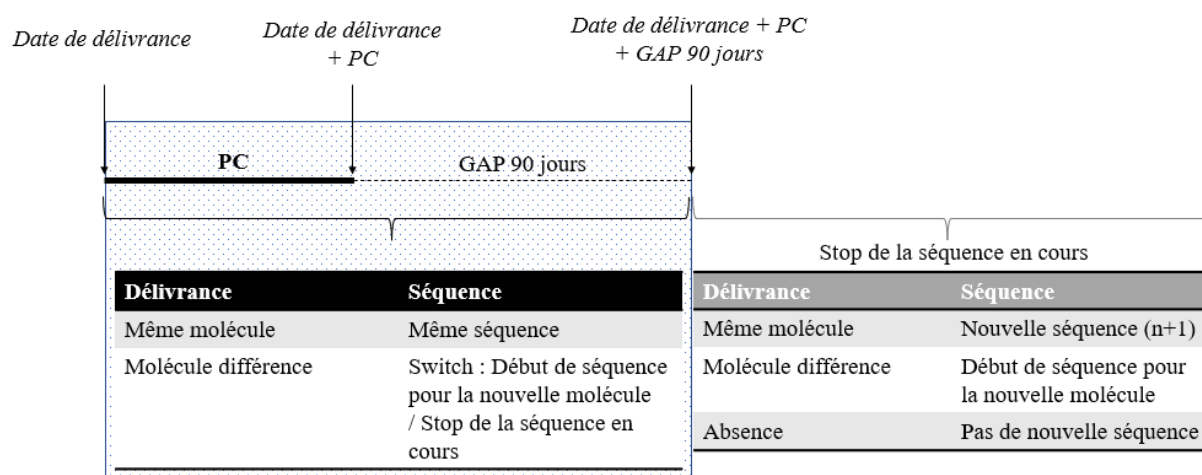 Date de délivrance
Date de délivrance
+ PC
Date de délivrance + PC
+ GAP 90 jours
PC
GAP 90 jours
Stop de la séquence en cours
Délivrance Séquence
Même molécule Même séquence
Molécule différence Switch : Début de séquence
pour la nouvelle molécule
/ Stop de la séquence en
cours
Délivrance Séquence
Même molécule Nouvelle séquence (n+1)
Molécule différence Début de séquence pour
la nouvelle molécule
Absence Pas de nouvelle séquence